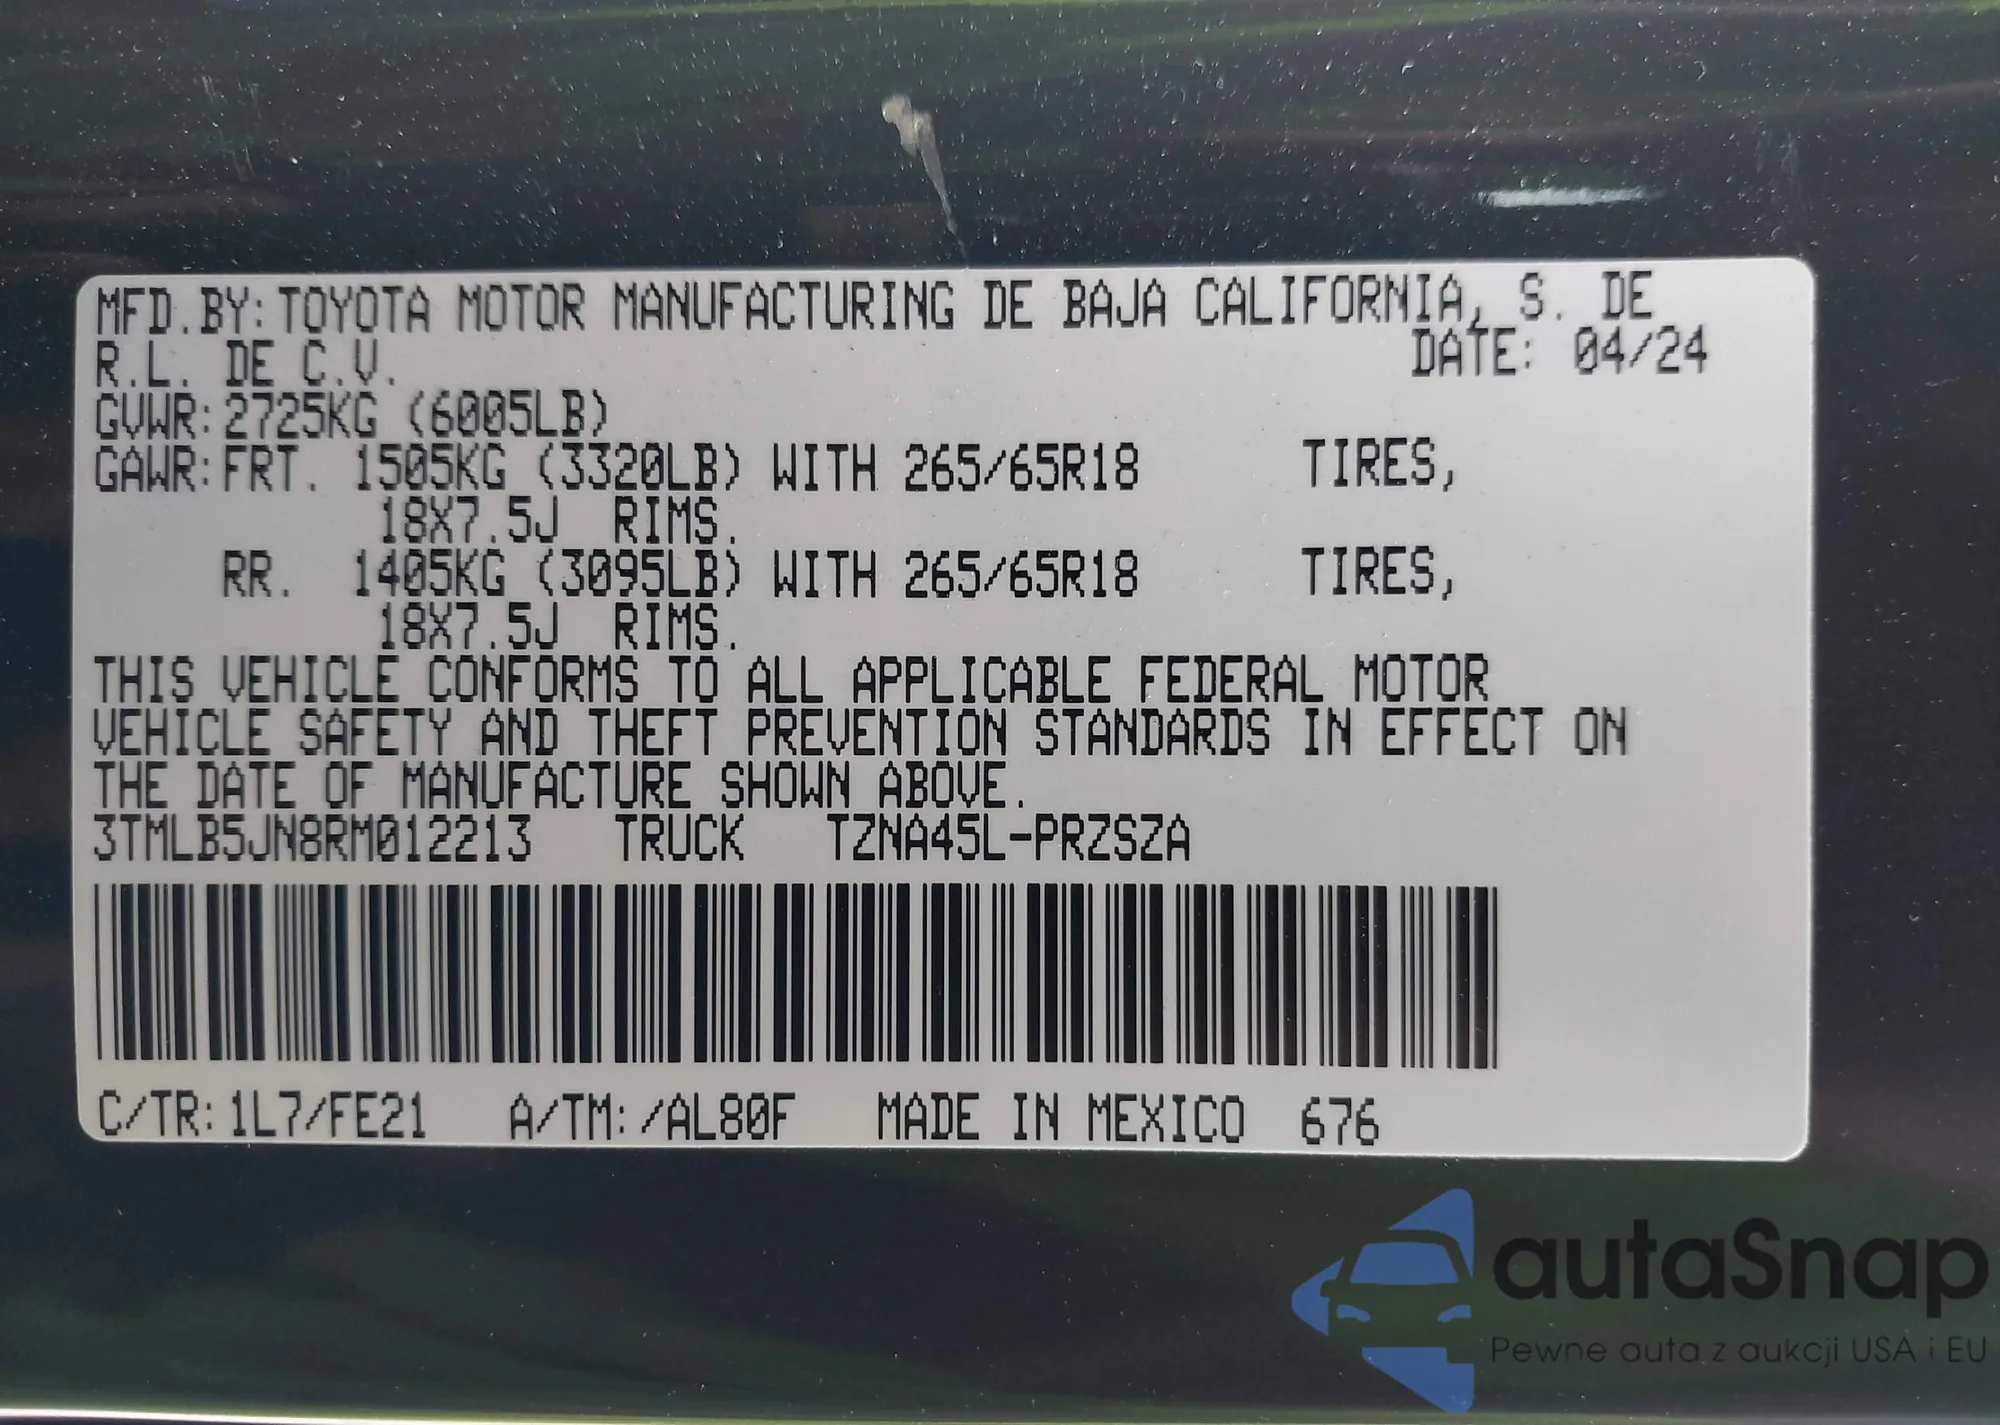 MFD.BY:TOYOTA MOTOR MANUFACTURING DE BAJA CALIFORNIA, S. DE
R.L. DE C.V. DATE: 04/24
GVWR:2725KG (6005LB)
GAWR:FRT. 1505KG (3320LB) WITH 265/65R18 TIRES,
18X7.5J RIMS.
RR. 1405KG (3095LB) WITH 265/65R18 TIRES,
18X7.5J RIMS.
THIS VEHICLE CONFORMS TO ALL APPLICABLE FEDERAL MOTOR
VEHICLE SAFETY AND THEFT PREVENTION STANDARDS IN EFFECT ON
THE DATE OF MANUFACTURE SHOWN ABOVE.
3TMLB5JN8RM012213 TRUCK TZNA45L-PRZSZA
C/TR:1L7/FE21 A/TM:/AL80F MADE IN MEXICO 676
autaSnap
Pewne auta z aukcji USA i EU